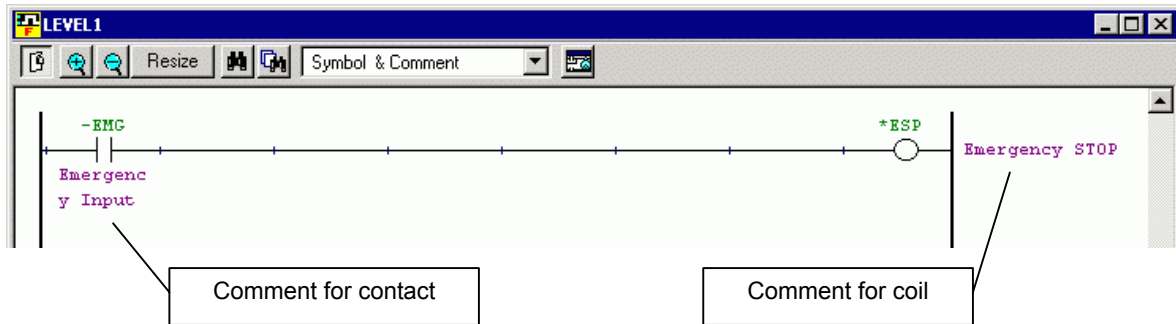 LEVEL1
Resize Symbol & Comment
-EMG *ESP
Emergency STOP
Emergenc
y Input
Comment for contact Comment for coil